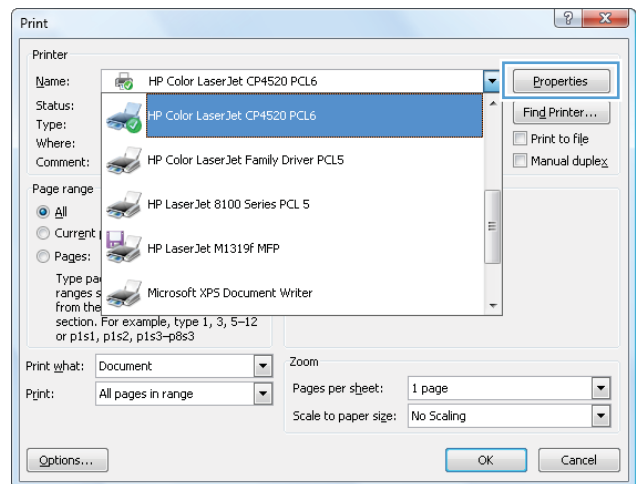 Print
Printer
Name: HP Color LaserJet CP4520 PCL6
Properties
Status:
Type:
Where:
Comment:
HP Color LaserJet CP4520 PCL6
HP Color LaserJet Family Driver PCL5
HP LaserJet 8100 Series PCL 5
HP LaserJet M1319f MFP
Microsoft XPS Document Writer
Find Printer...
Print to file
Manual duplex
Page range
All
Current
Pages:
Type
ranges
from the
section. For example, type 1, 3, 5–12
or p1s1, p1s2, p1s3–p8s3
Print what: Document
Print: All pages in range
Zoom
Pages per sheet: 1 page
Scale to paper size: No Scaling
Options...
OK
Cancel